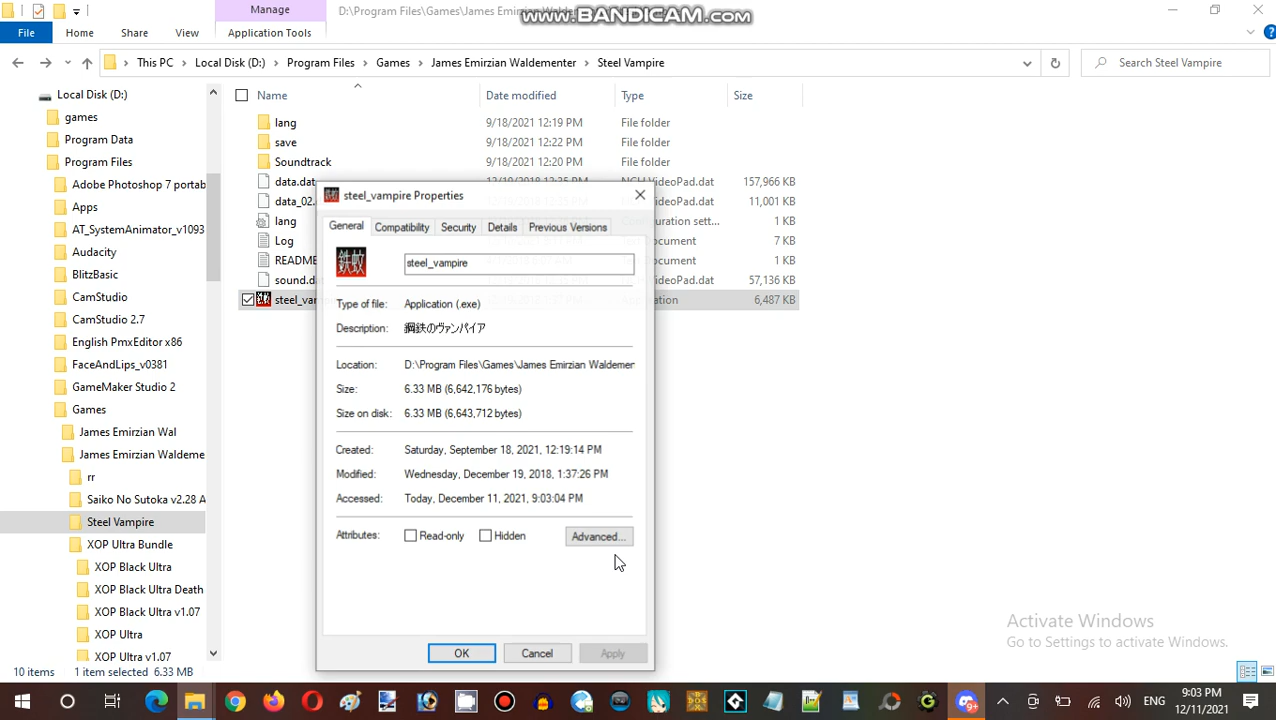 Manage
D:\Program Files\Games\James Emirzian
www.BANDICAM.com
File Home Share View Application Tools
This PC Local Disk (D:) Program Files Games James Emirzian Waldementer Steel Vampire
Search Steel Vampire
Local Disk (D:)
games
Program Data
Program Files
Adobe Photoshop 7 portab
Apps
AT_SystemAnimator_v1093
Audacity
BlitzBasic
CamStudio
CamStudio 2.7
English PmxEditor x86
FaceAndLips_v0381
GameMaker Studio 2
Games
James Emirzian Wal
James Emirzian Waldeme
rr
Saiko No Sutoka v2.28 A
Steel Vampire
XOP Ultra Bundle
XOP Black Ultra
XOP Black Ultra Death
XOP Black Ultra v1.07
XOP Ultra
XOP Ultra v1.07
Name Date modified Type Size
lang 9/18/2021 12:19 PM File folder
save 9/18/2021 12:22 PM File folder
Soundtrack 9/18/2021 12:20 PM File folder
data.dat 157,966 KB
data_02. 11,001 KB
lang 1 KB
Log 7 KB
README 1 KB
sound.da 57,136 KB
steel_vam 6,487 KB
steel_vampire Properties
General Compatibility Security Details Previous Versions
鉄蚊
steel_vampire
Type of file: Application (.exe)
Description: 鋼鉄のヴァンパイア
Location: D:\Program Files\Games\James Emirzian Waldemer
Size: 6.33 MB (6,642,176 bytes)
Size on disk: 6.33 MB (6,643,712 bytes)
Created: Saturday, September 18, 2021, 12:19:14 PM
Modified: Wednesday, December 19, 2018, 1:37:26 PM
Accessed: Today, December 11, 2021, 9:03:04 PM
Attributes: Read-only Hidden Advanced...
OK Cancel Apply
Activate Windows
Go to Settings to activate Windows.
10 items 1 item selected 6.33 MB
ENG
9:03 PM
12/11/2021